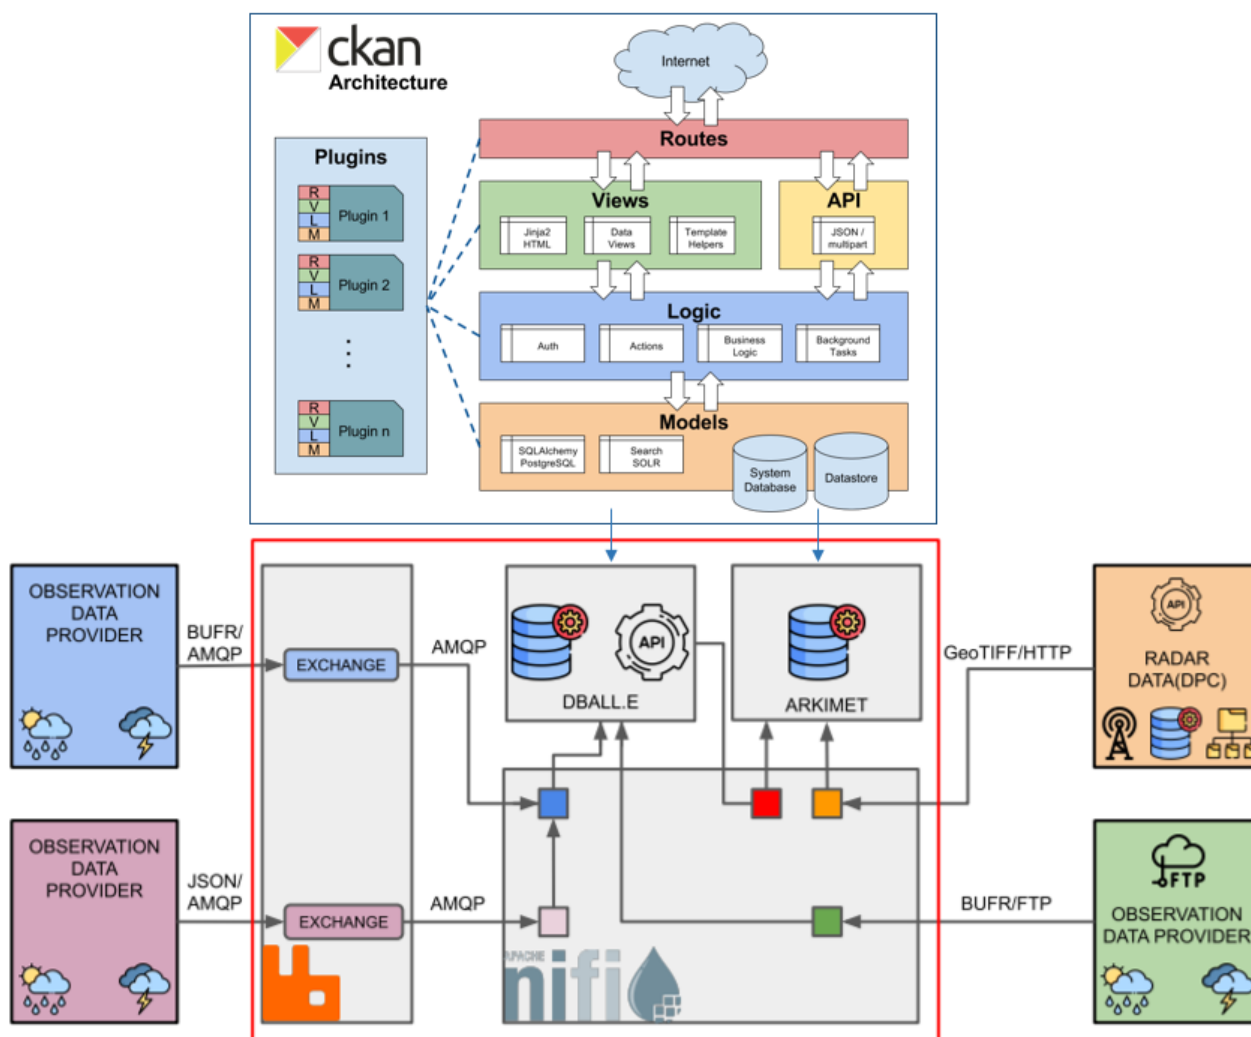 ckan
Architecture
Internet
Plugins
R
V
L
M
Plugin 1
R
V
L
M
Plugin 2
R
V
L
M
Plugin n
Routes
Views
Jinja2
HTML
Data
Views
Template
Helpers
API
JSON /
multipart
Logic
Auth
Actions
Business
Logic
Background
Tasks
Models
SQLAlchemy
PostgreSQL
Search
SOLR
System
Database
Datastore
OBSERVATION
DATA
PROVIDER
BUFR/
AMQP
EXCHANGE
AMQP
API
DBALL.E
ARKIMET
GeoTIFF/HTTP
API
RADAR
DATA(DPC)
OBSERVATION
DATA
PROVIDER
JSON/
AMQP
EXCHANGE
AMQP
APACHE
nifi
BUFR/FTP
FTP
OBSERVATION
DATA PROVIDER